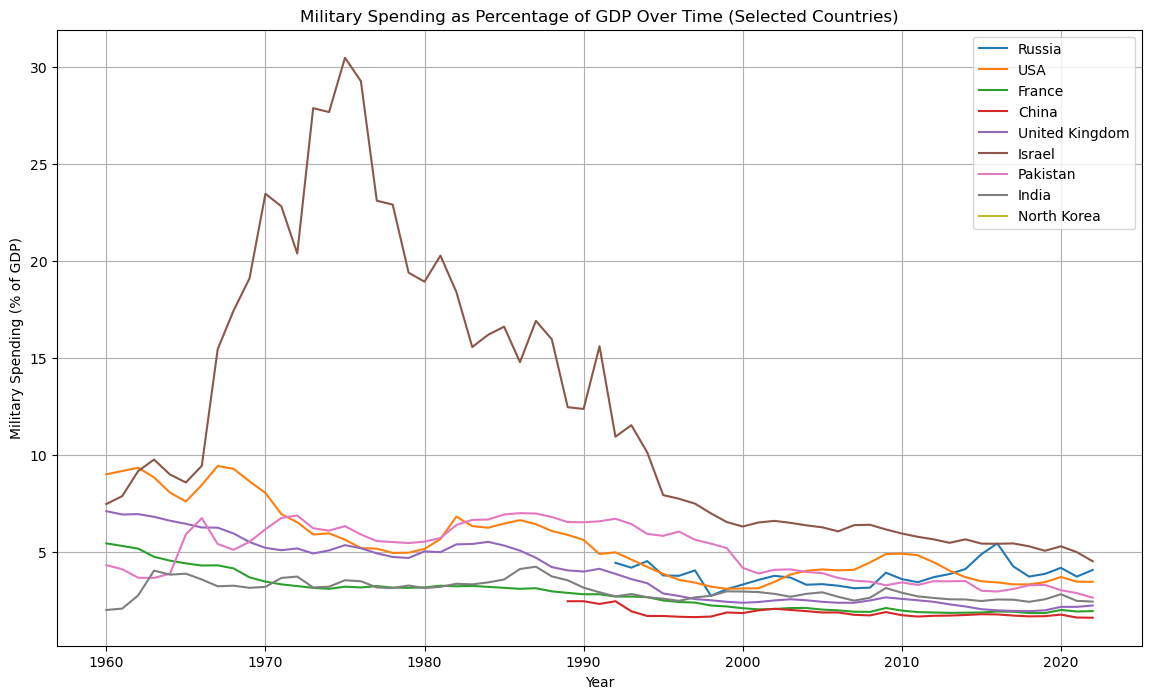 Military Spending as Percentage of GDP Over Time (Selected Countries)
Military Spending (% of GDP)
30
25
20
15
10
5
Russia
USA
France
China
United Kingdom
Israel
Pakistan
India
North Korea
1960 1970 1980 1990 2000 2010 2020
Year